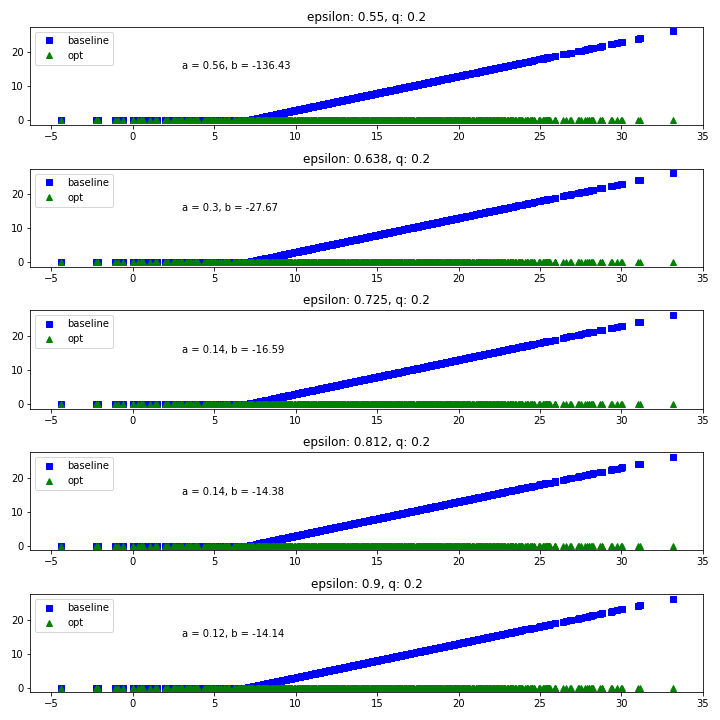 epsilon: 0.55, q: 0.2
baseline
opt
a = 0.56, b = -136.43
20
10
0
−5 0 5 10 15 20 25 30 35
epsilon: 0.638, q: 0.2
baseline
opt
a = 0.3, b = -27.67
20
10
0
−5 0 5 10 15 20 25 30 35
epsilon: 0.725, q: 0.2
baseline
opt
a = 0.14, b = -16.59
20
10
0
−5 0 5 10 15 20 25 30 35
epsilon: 0.812, q: 0.2
baseline
opt
a = 0.14, b = -14.38
20
10
0
−5 0 5 10 15 20 25 30 35
epsilon: 0.9, q: 0.2
baseline
opt
a = 0.12, b = -14.14
20
10
0
−5 0 5 10 15 20 25 30 35